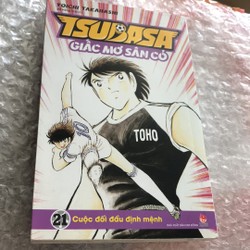 YOICHI TAKAHASHI
TSUBASA
GIẤC MƠ SÂN CỎ
TOHO
21 Cuộc đối đầu định mệnh